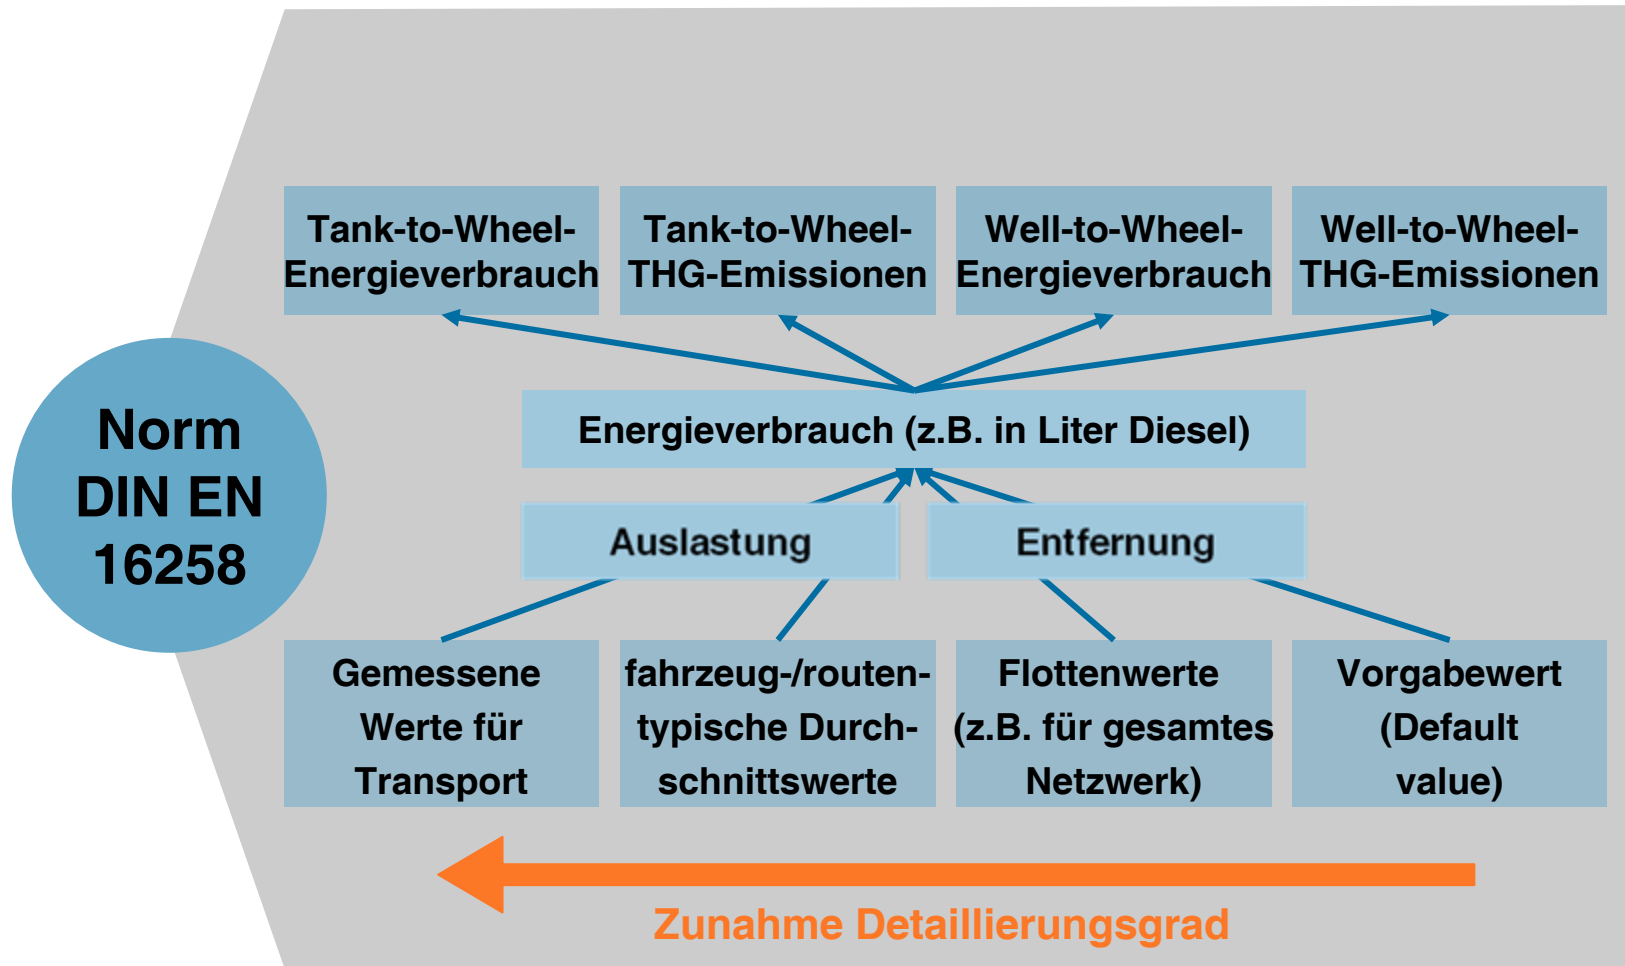 Tank-to-Wheel-
Energieverbrauch
Tank-to-Wheel-
THG-Emissionen
Well-to-Wheel-
Energieverbrauch
Well-to-Wheel-
THG-Emissionen
Norm
DIN EN
16258
Energieverbrauch (z.B. in Liter Diesel)
Auslastung
Entfernung
Gemessene
Werte für
Transport
fahrzeug-/routen-
typische Durch-
schnittswerte
Flottenwerte
(z.B. für gesamtes
Netzwerk)
Vorgabewert
(Default
value)
Zunahme Detaillierungsgrad